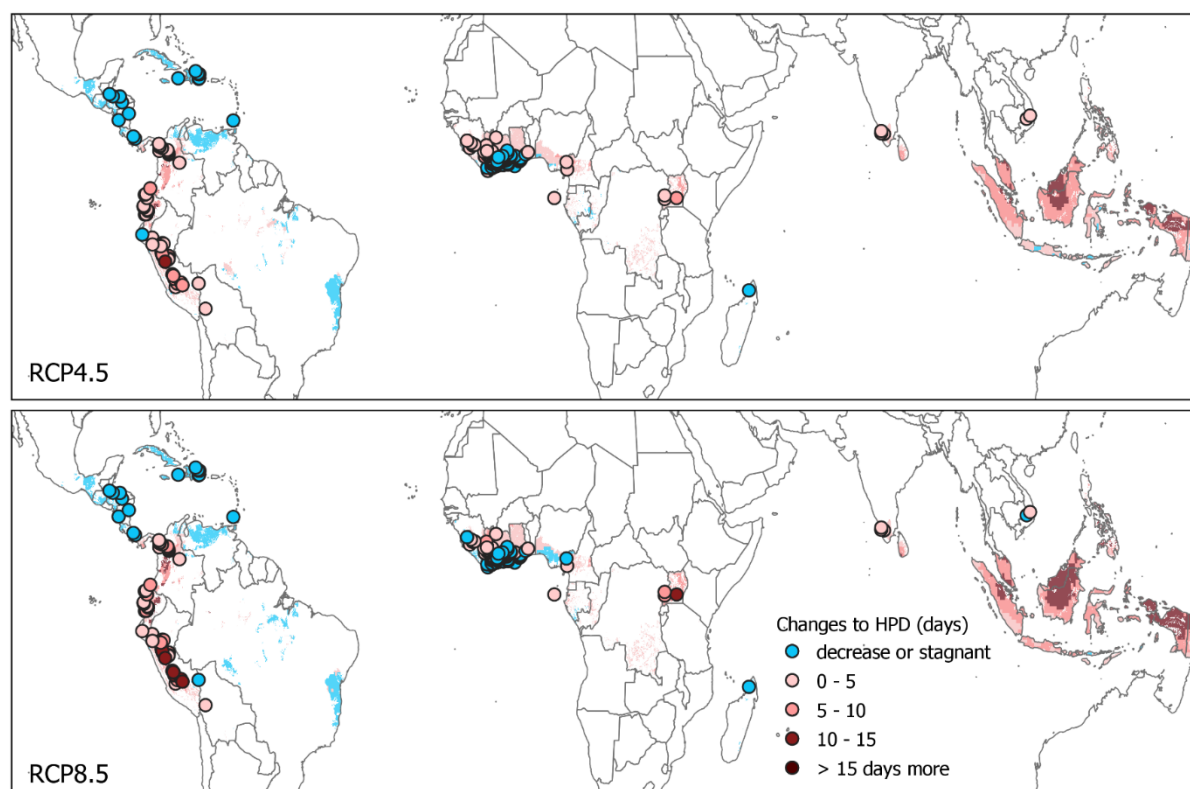 RCP4.5
Changes to HPD (days)
decrease or stagnant
0 - 5
5 - 10
10 - 15
> 15 days more
RCP8.5